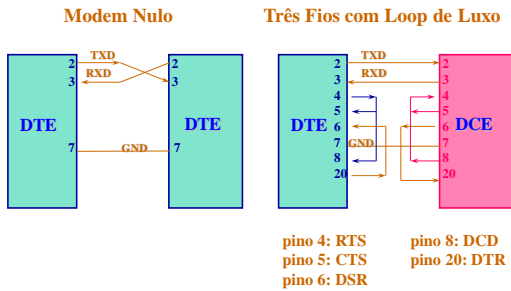 Modem Nulo
Três Fios com Loop de Luxo
TXD
2 2
RXD
3 3
DTE
DTE
7 GND 7
TXD
2 2
RXD
3 3
4 4
5 5
DTE
DCE
6 6
7 7
GND
8 8
20 20
pino 4: RTS
pino 8: DCD
pino 5: CTS
pino 20: DTR
pino 6: DSR